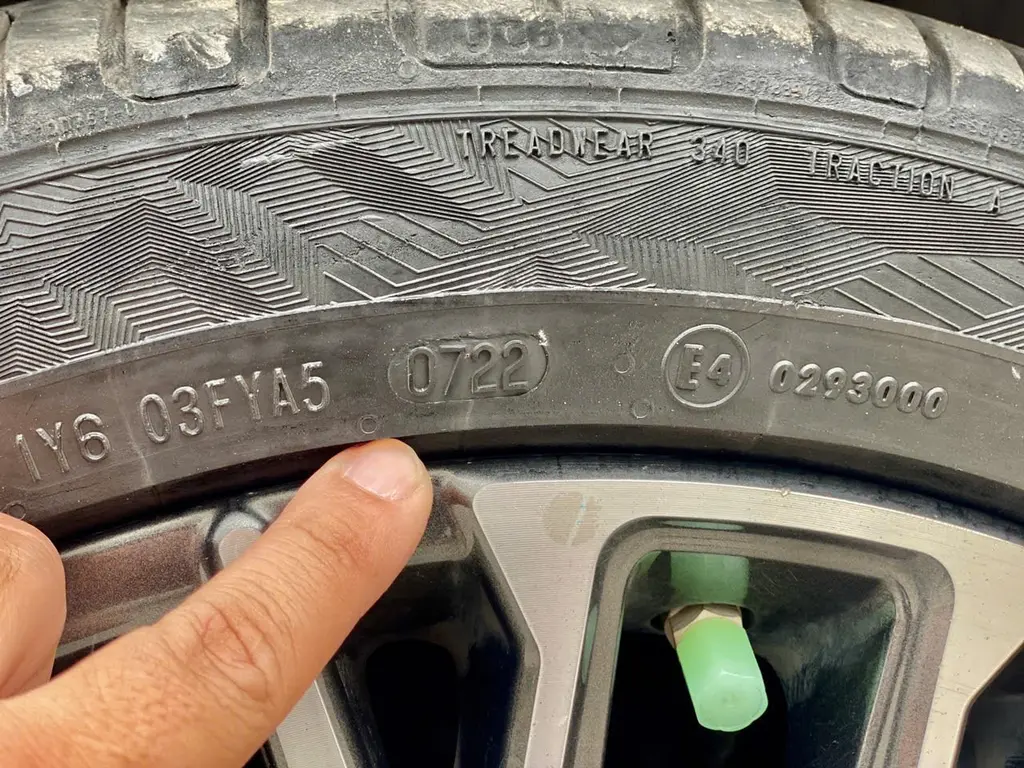 TREADWEAR 340 TRACTION A
1Y6 03FYA5 0722 E4 0293000